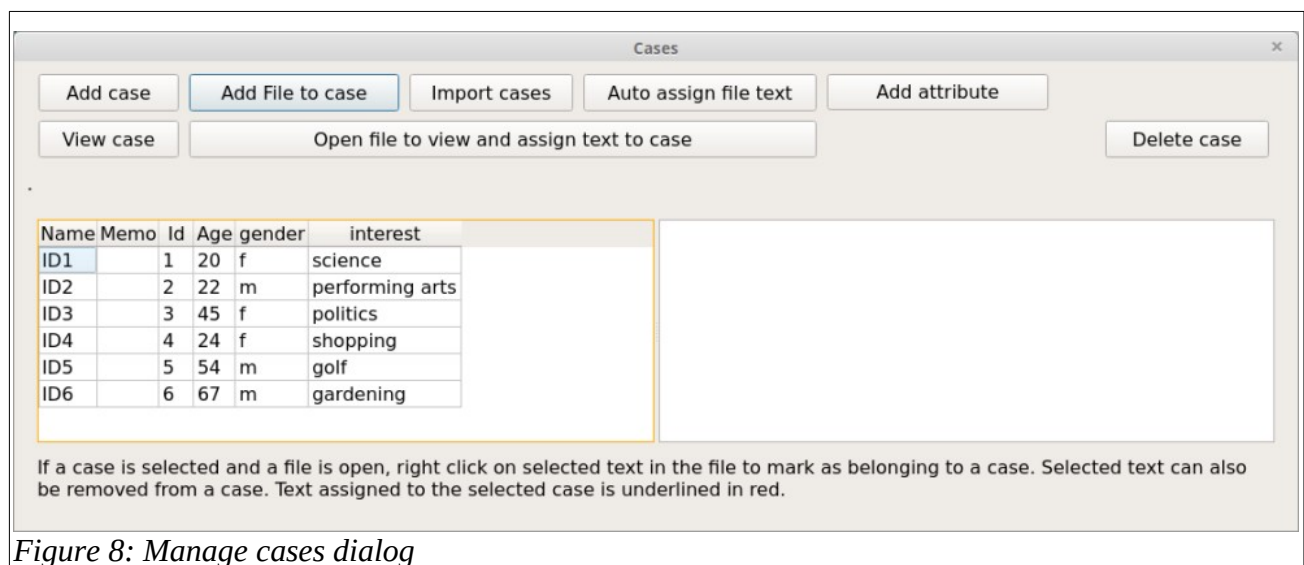 Cases ×
Add case Add File to case Import cases Auto assign file text Add attribute
View case Open file to view and assign text to case Delete case
.
Name Memo Id Age gender interest
ID1 1 20 f science
ID2 2 22 m performing arts
ID3 3 45 f politics
ID4 4 24 f shopping
ID5 5 54 m golf
ID6 6 67 m gardening
If a case is selected and a file is open, right click on selected text in the file to mark as belonging to a case. Selected text can also
be removed from a case. Text assigned to the selected case is underlined in red.
Figure 8: Manage cases dialog